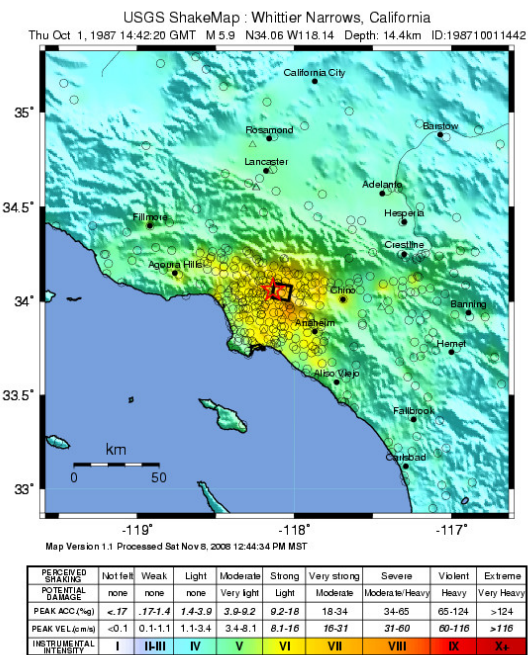 USGS ShakeMap : Whittier Narrows, California
Thu Oct 1, 1987 14:42:20 GMT M 5.9 N34.06 W118.14 Depth: 14.4km ID:198710011442
California City
35°
Rosamond
Barstow
Lancaster
Adelanto
34.5°
Hesperia
Fillmore
Crestline
Agoura Hills
34°
Chino
Banning
Anaheim
Hemet
33.5°
Aliso Viejo
Fallbrook
km
Carlsbad
0 50
33°
-119° -118° -117°
Map Version 1.1 Processed Sat Nov 8, 2008 12:44:34 PM MST
PERCEIVED SHAKING Not felt Weak Light Moderate Strong Very strong Severe Violent Extreme
POTENTIAL DAMAGE none none none Very light Light Moderate Moderate/Heavy Heavy Very Heavy
PEAK ACC.(%g) <.17 .17-1.4 1.4-3.9 3.9-9.2 9.2-18 18-34 34-65 65-124 >124
PEAK VEL.(cm/s) <0.1 0.1-1.1 1.1-3.4 3.4-8.1 8.1-16 16-31 31-60 60-116 >116
INSTRUMENTAL INTENSITY I II-III IV V VI VII VIII IX X+